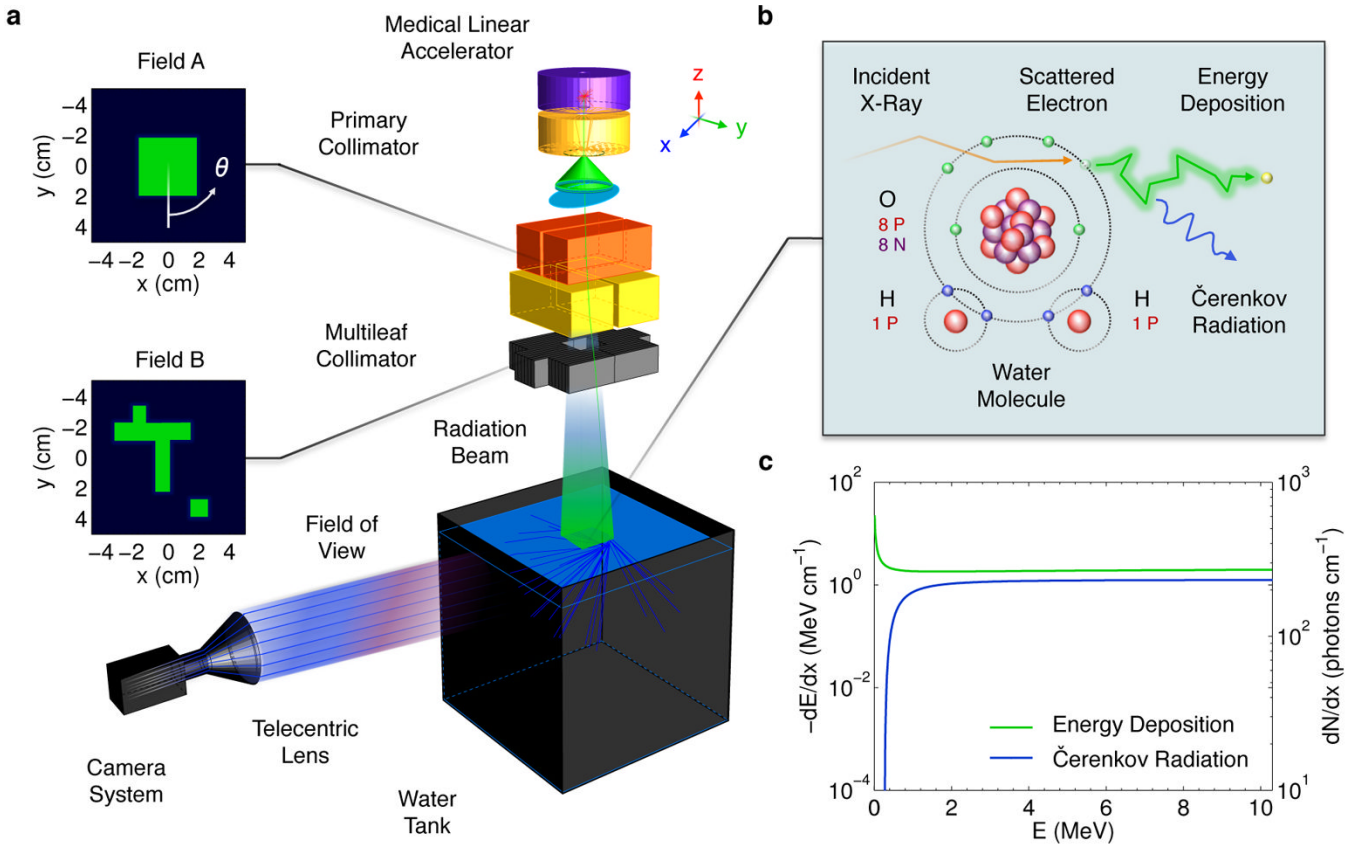 a
Medical Linear
Accelerator
Field A
−4
−2
0
2
4
y (cm)
θ
−4 −2 0 2 4
x (cm)
Primary
Collimator
z
y
x
Multileaf
Collimator
Field B
−4
−2
0
2
4
y (cm)
−4 −2 0 2 4
x (cm)
Radiation
Beam
Field of
View
Telecentric
Lens
Camera
System
Water
Tank
b
Incident
X-Ray
Scattered
Electron
Energy
Deposition
O
8 P
8 N
H
1 P
H
1 P
Čerenkov
Radiation
Water
Molecule
c
10²
10⁰
10⁻²
10⁻⁴
−dE/dx (MeV cm⁻¹)
10³
10²
10¹
dN/dx (photons cm⁻¹)
Energy Deposition
Čerenkov Radiation
0 2 4 6 8 10
E (MeV)